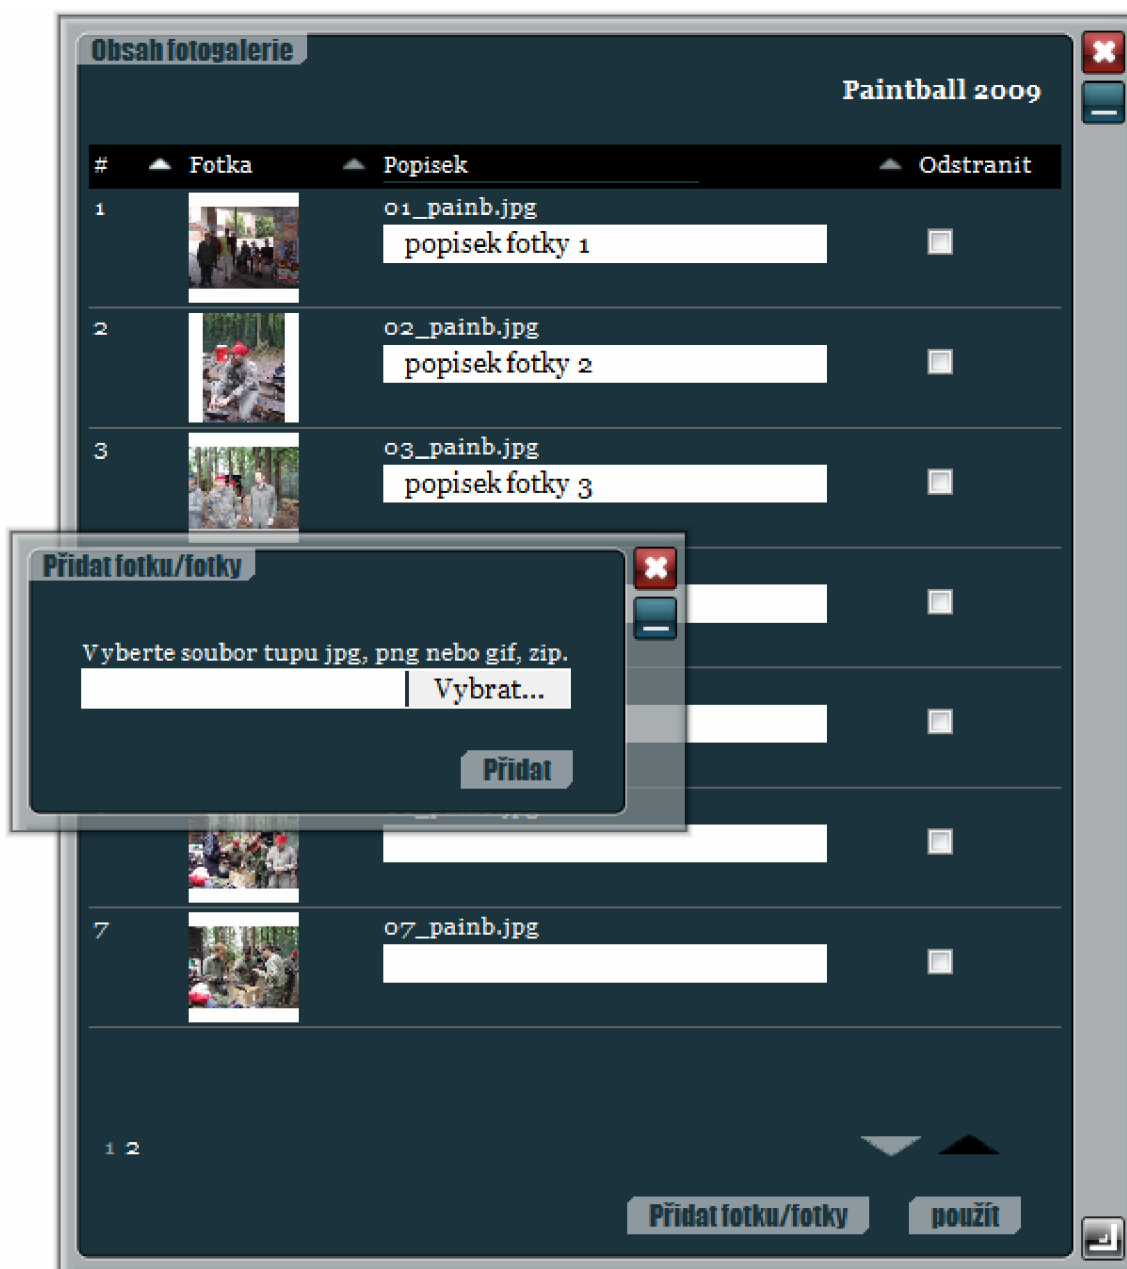 Obsah fotogalerie
Paintball 2009
# Fotka Popisek Odstranit
1 01_painb.jpg
popisek fotky 1
2 02_painb.jpg
popisek fotky 2
3 03_painb.jpg
popisek fotky 3
Přidat fotku/fotky
Vyberte soubor tupu jpg, png nebo gif, zip.
Vybrat...
Přidat
7 07_painb.jpg
1 2
Přidat fotku/fotky použít